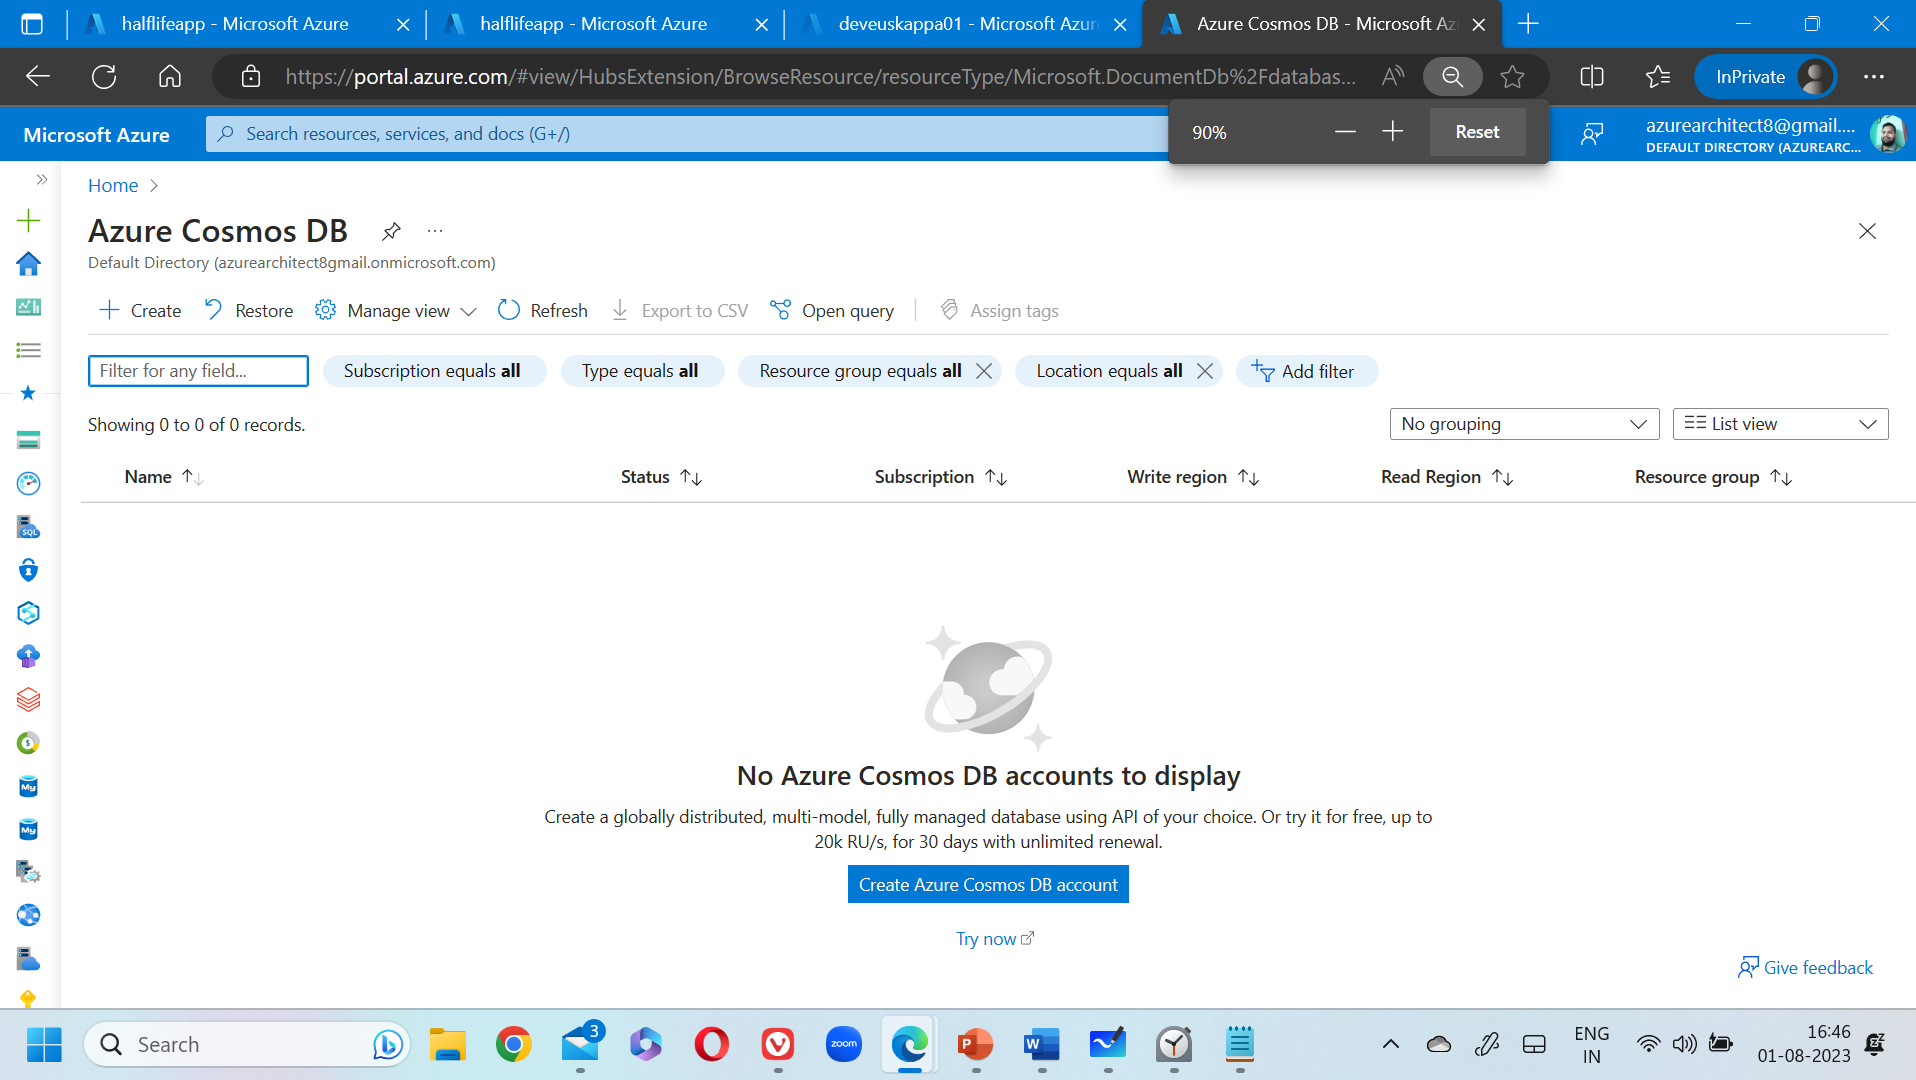 halflifeapp - Microsoft Azure
halflifeapp - Microsoft Azure
deveuskappa01 - Microsoft Azur
Azure Cosmos DB - Microsoft Az
https://portal.azure.com/#view/HubsExtension/BrowseResource/resourceType/Microsoft.DocumentDb%2Fdatabas...
InPrivate
90%
Reset
Microsoft Azure
Search resources, services, and docs (G+/)
azurearchitect8@gmail....
DEFAULT DIRECTORY (AZUREARC...
Home
Azure Cosmos DB
Default Directory (azurearchitect8gmail.onmicrosoft.com)
Create Restore Manage view Refresh Export to CSV Open query Assign tags
Filter for any field... Subscription equals all Type equals all Resource group equals all Location equals all Add filter
Showing 0 to 0 of 0 records.
No grouping
List view
Name Status Subscription Write region Read Region Resource group
No Azure Cosmos DB accounts to display
Create a globally distributed, multi-model, fully managed database using API of your choice. Or try it for free, up to
20k RU/s, for 30 days with unlimited renewal.
Create Azure Cosmos DB account
Try now
Give feedback
SQL
My
My
Search
3
zoom
P
W
ENG
IN
16:46
01-08-2023